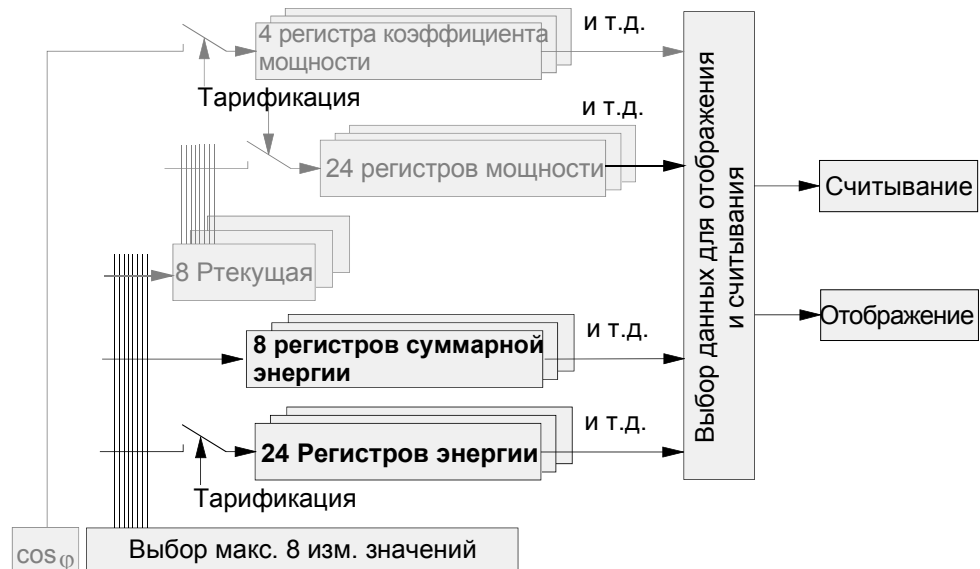 4 регистра коэффициента
мощности
и т.д.
Тарификация
и т.д.
24 регистров мощности
8 Pтекущая
и т.д.
8 регистров суммарной
энергии
и т.д.
24 Регистров энергии
Тарификация
cos φ
Выбор макс. 8 изм. значений
Выбор данных для отображения
и считывания
Считывание
Отображение